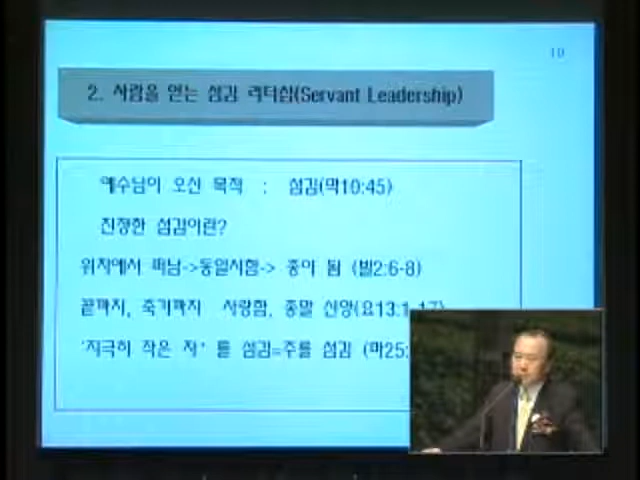 10
2. 사람을 얻는 섬김 리더십(Servant Leadership)
예수님이 오신 목적 : 섬김(막10:45)
진정한 섬김이란?
위치에서 떠남->동일시함-> 종이 됨 (빌2:6-8)
끝까지, 죽기까지 사랑함, 종말 신앙(요13:1-17)
'지극히 작은 자' 를 섬김=주를 섬김 (마25: